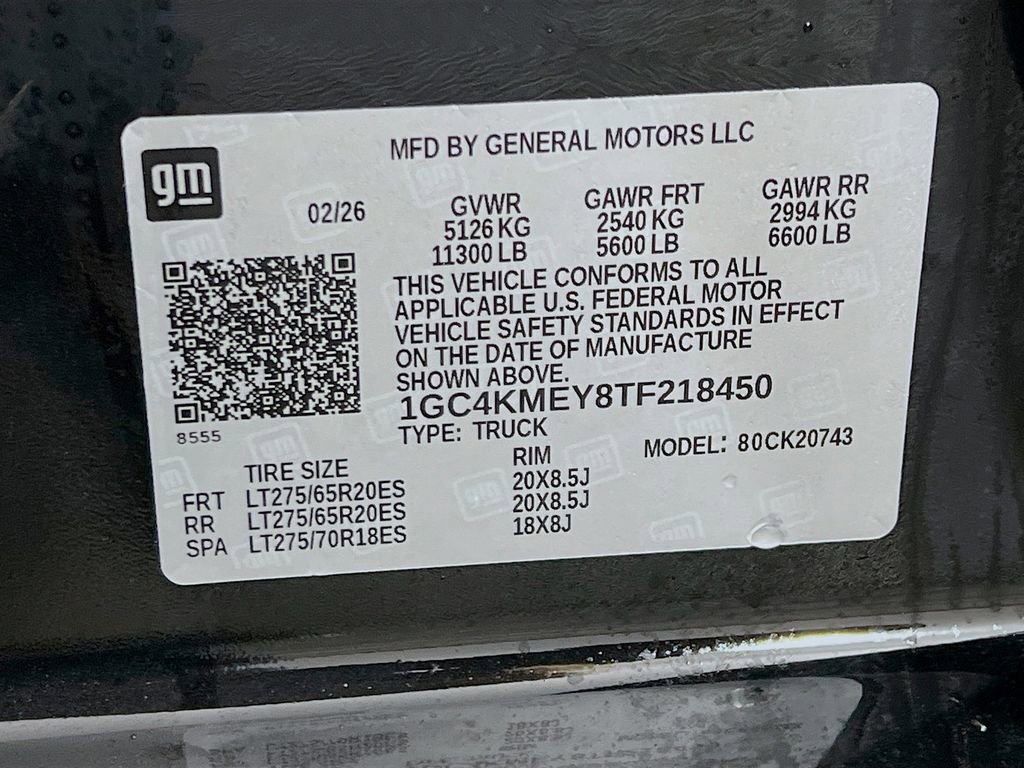 MFD BY GENERAL MOTORS LLC
gm
02/26
GVWR GAWR FRT GAWR RR
5126 KG 2540 KG 2994 KG
11300 LB 5600 LB 6600 LB
THIS VEHICLE CONFORMS TO ALL
APPLICABLE U.S. FEDERAL MOTOR
VEHICLE SAFETY STANDARDS IN EFFECT
ON THE DATE OF MANUFACTURE
SHOWN ABOVE.
1GC4KMEY8TF218450
8555
TYPE: TRUCK MODEL: 80CK20743
TIRE SIZE RIM
FRT LT275/65R20ES 20X8.5J
RR LT275/65R20ES 20X8.5J
SPA LT275/70R18ES 18X8J